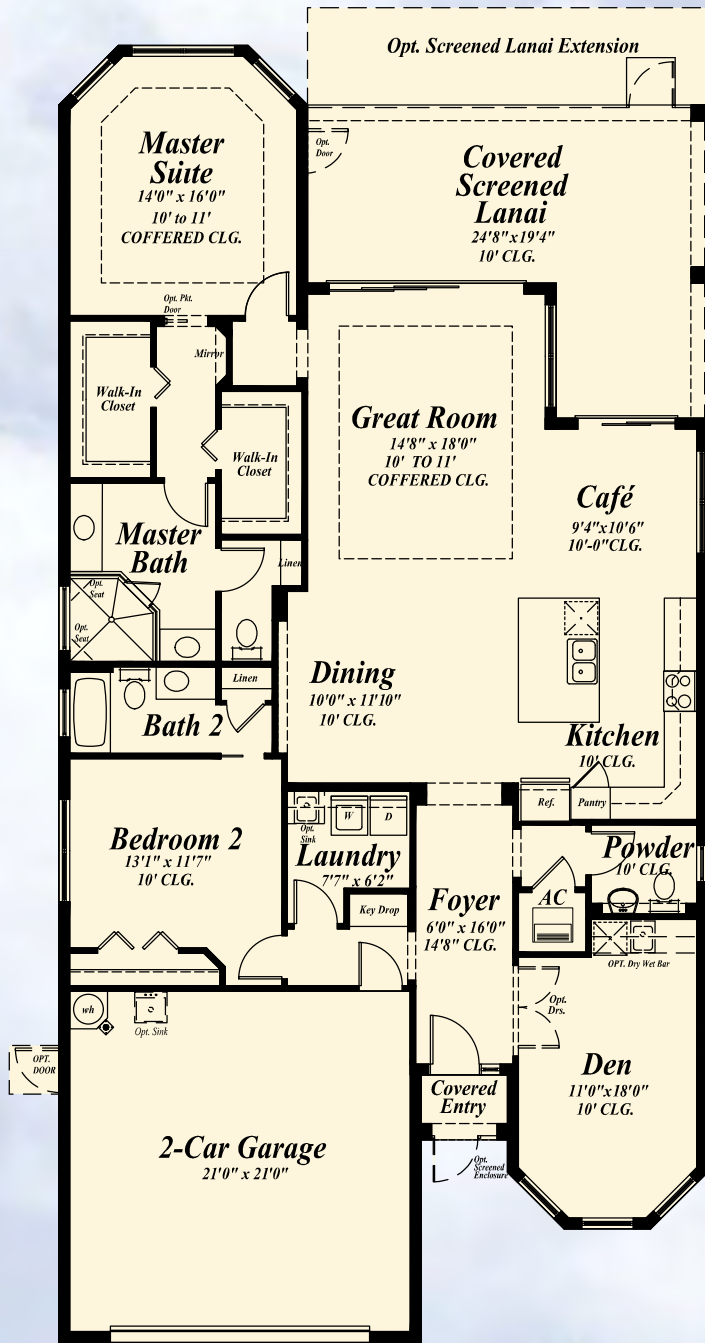 Opt. Screened Lanai Extension
Master
Suite
14'0" x 16'0"
10' to 11'
COFFERED CLG.
Opt.
Door
Covered
Screened
Lanai
24'8" x19'4"
10' CLG.
Opt. Pkt.
Door
Mirror
Walk-In
Closet
Walk-In
Closet
Great Room
14'8" x 18'0"
10' TO 11'
COFFERED CLG.
Café
9'4"x10'6"
10'-0"CLG.
Master
Bath
Linen
Opt.
Seat
Opt.
Seat
Dining
10'0" x 11'10"
10' CLG.
Linen
Bath 2
Kitchen
10' CLG.
Ref.
Pantry
Bedroom 2
13'1" x 11'7"
10' CLG.
Opt.
Sink
W
D
Laundry
7'7" x 6'2"
Key Drop
Foyer
6'0" x 16'0"
14'8" CLG.
Powder
10' CLG.
AC
OPT. Dry Wet Bar
Opt.
Drs.
wh
Opt. Sink
OPT.
DOOR
Den
11'0"x18'0"
10' CLG.
Covered
Entry
Opt.
Screened
Enclosure
2-Car Garage
21'0" x 21'0"